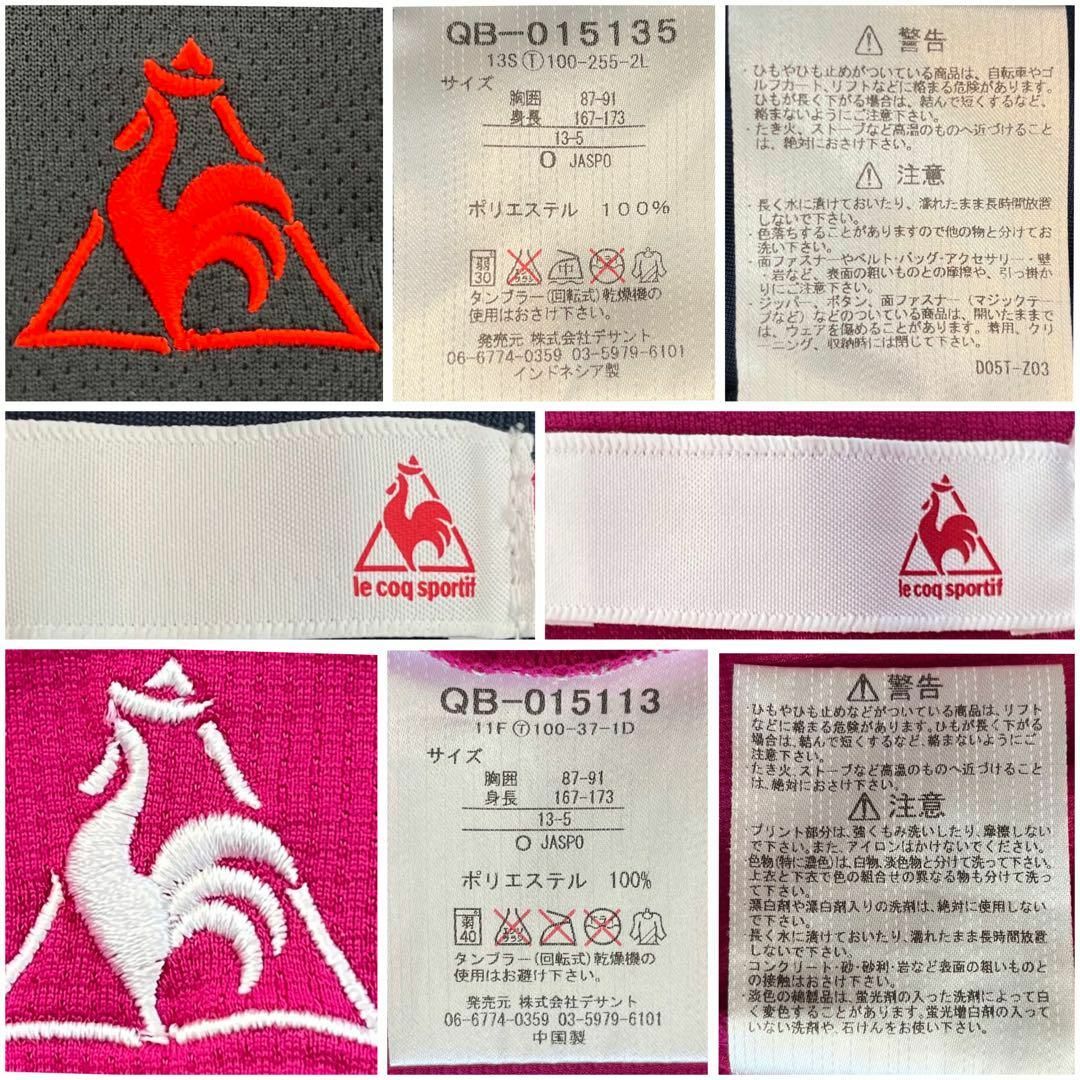 QB-015135
13S Ⓣ 100-255-2L
サイズ
胸囲 87-91
身長 167-173
13-5
O JASPO
ポリエステル 100%
弱 30 エンソ サラシ 中
タンブラー(回転式)乾燥機の
使用はおさけ下さい。
発売元 株式会社デサント
06-6774-0359 03-5979-6101
インドネシア製
警告
・ひもやひも止めがついている商品は、自転車やゴ
ルフカート、リフトなどに絡まる危険があります。
ひもが長く下がる場合は、結んで短くするなど、
絡まないようにご注意下さい。
・たき火、ストーブなど高温のものへ近づけること
は、絶対におさけ下さい。
注意
・長く水に漬けておいたり、濡れたまま長時間放置
しないで下さい。
・色落ちすることがありますので他の物と分けてお
洗い下さい。
・面ファスナーやベルト・バッグ・アクセサリー・壁
・岩など、表面の粗いものとの摩擦や、引っ掛か
りにご注意下さい。
・ジッパー、ボタン、面ファスナー(マジックテー
プなど)などのついている商品は、開いたままで
は、ウェアを傷めることがあります。着用、クリ
ーニング、収納時には閉じて下さい。
D05T-Z03
le coq sportif
le coq sportif
QB-015113
11F Ⓣ 100-37-1D
サイズ
胸囲 87-91
身長 167-173
13-5
O JASPO
ポリエステル 100%
弱 40 エンソ サラシ ドライ
タンブラー(回転式)乾燥機の
使用はお避け下さい。
発売元 株式会社デサント
06-6774-0359 03-5979-6101
中国製
警告
・ひもやひも止めなどがついている商品は、リフト
などに絡まる危険があります。ひもが長く下がる
場合は、結んで短くするなど、絡まないようにご
注意下さい。
・たき火、ストーブなど高温のものへ近づけること
は、絶対におさけ下さい。
注意
・プリント部分は、強くもみ洗いしたり、摩擦しない
で下さい。また、アイロンはかけないでください。
・色物(特に濃色)は、白物、淡色物と分けて洗って下さい。
・上衣と下衣で色の組合せの異なる物も分けて洗っ
て下さい。
・漂白剤や漂白剤入りの洗剤は、絶対に使用しない
で下さい。
・長く水に漬けておいたり、濡れたまま長時間放置
しないで下さい。
・コンクリート・砂・砂利・岩など表面の粗いものと
の接触はおさけ下さい。
・淡色の綿製品は、蛍光剤の入った洗剤によって白
く変色することがあります。蛍光増白剤の入って
いない洗剤や、石けんをお使い下さい。